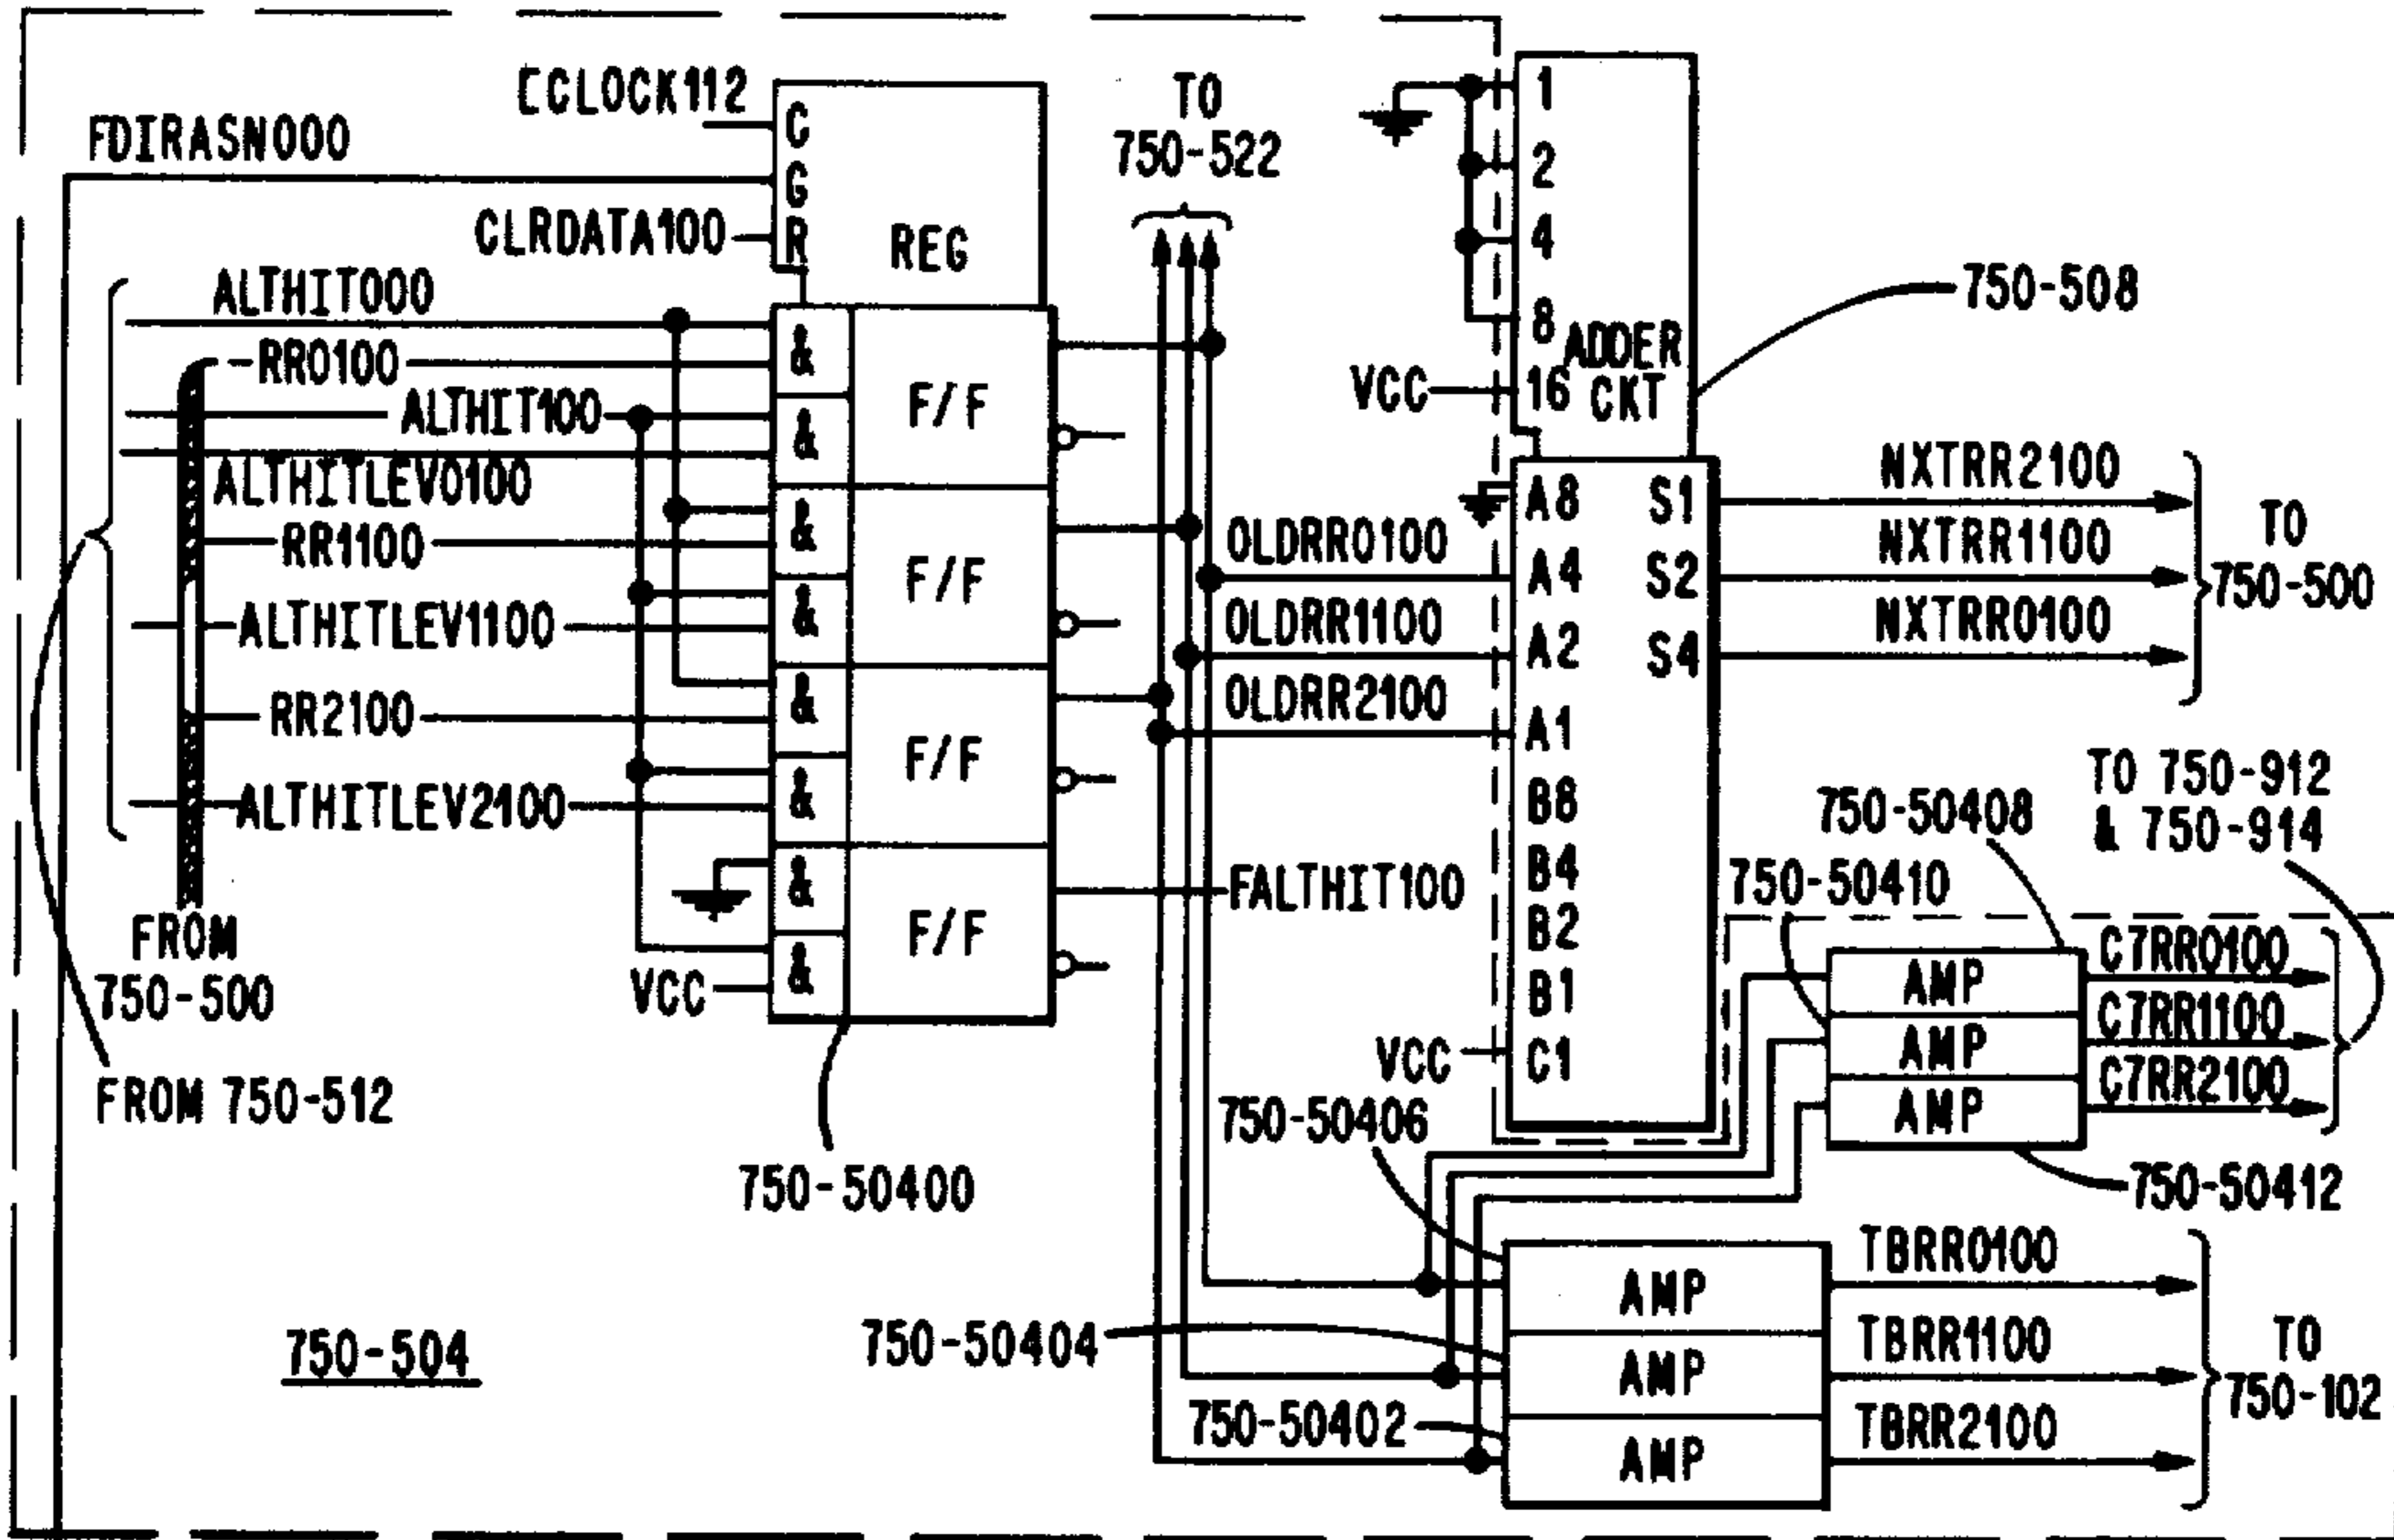 ECLOCK112
FDIRASN000
CLRDATA100
C
G
R
REG
ALTHIT000
RR0100
ALTHIT100
ALTHITLEV0100
RR1100
ALTHITLEV1100
RR2100
ALTHITLEV2100
FROM
750-500
FROM 750-512
VCC
&
&
&
&
&
&
&
&
F/F
F/F
F/F
F/F
750-50400
750-504
TO
750-522
FALTHIT100
1
2
4
8
16
ADDER
CKT
VCC
750-508
OLDRR0100
OLDRR1100
OLDRR2100
A8
A4
A2
A1
B8
B4
B2
B1
C1
S1
S2
S4
VCC
NXTRR2100
NXTRR1100
NXTRR0100
TO
750-500
TO 750-912
& 750-914
750-50408
750-50410
AMP
AMP
AMP
C7RR0100
C7RR1100
C7RR2100
750-50412
750-50406
750-50404
750-50402
AMP
AMP
AMP
TBRR0100
TBRR1100
TBRR2100
TO
750-102